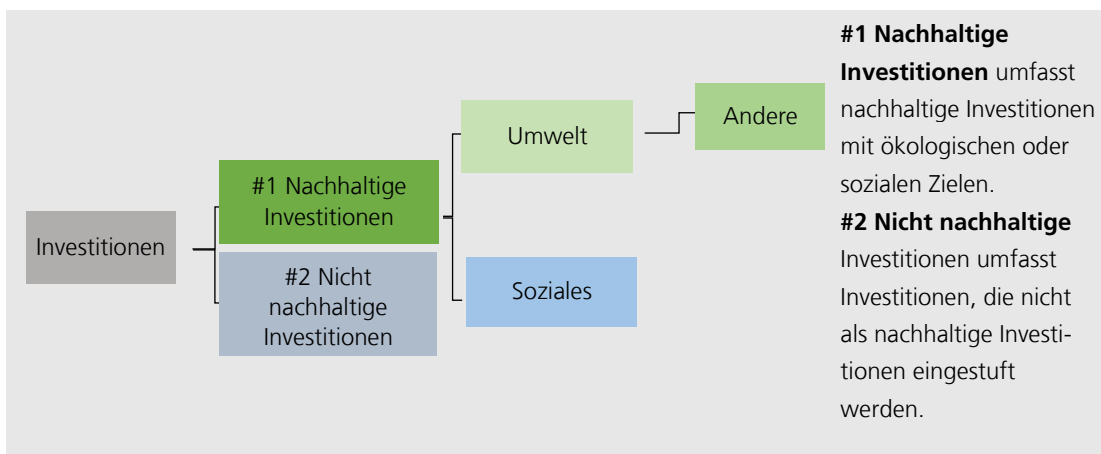 Investitionen
#1 Nachhaltige
Investitionen
#2 Nicht
nachhaltige
Investitionen
Umwelt
Soziales
Andere
#1 Nachhaltige
Investitionen umfasst
nachhaltige Investitionen
mit ökologischen oder
sozialen Zielen.
#2 Nicht nachhaltige
Investitionen umfasst
Investitionen, die nicht
als nachhaltige Investi-
tionen eingestuft
werden.